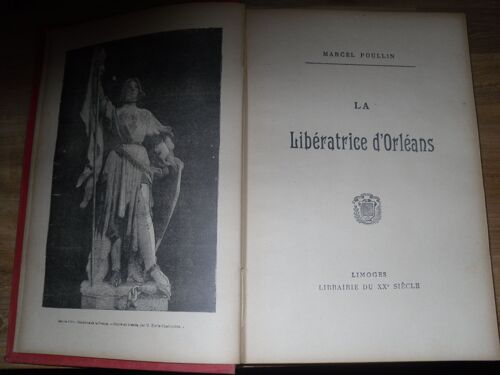 MARCEL POULLIN
LA
Libératrice d'Orléans
LIMOGES
LIBRAIRIE DU XXᵉ SIÈCLE